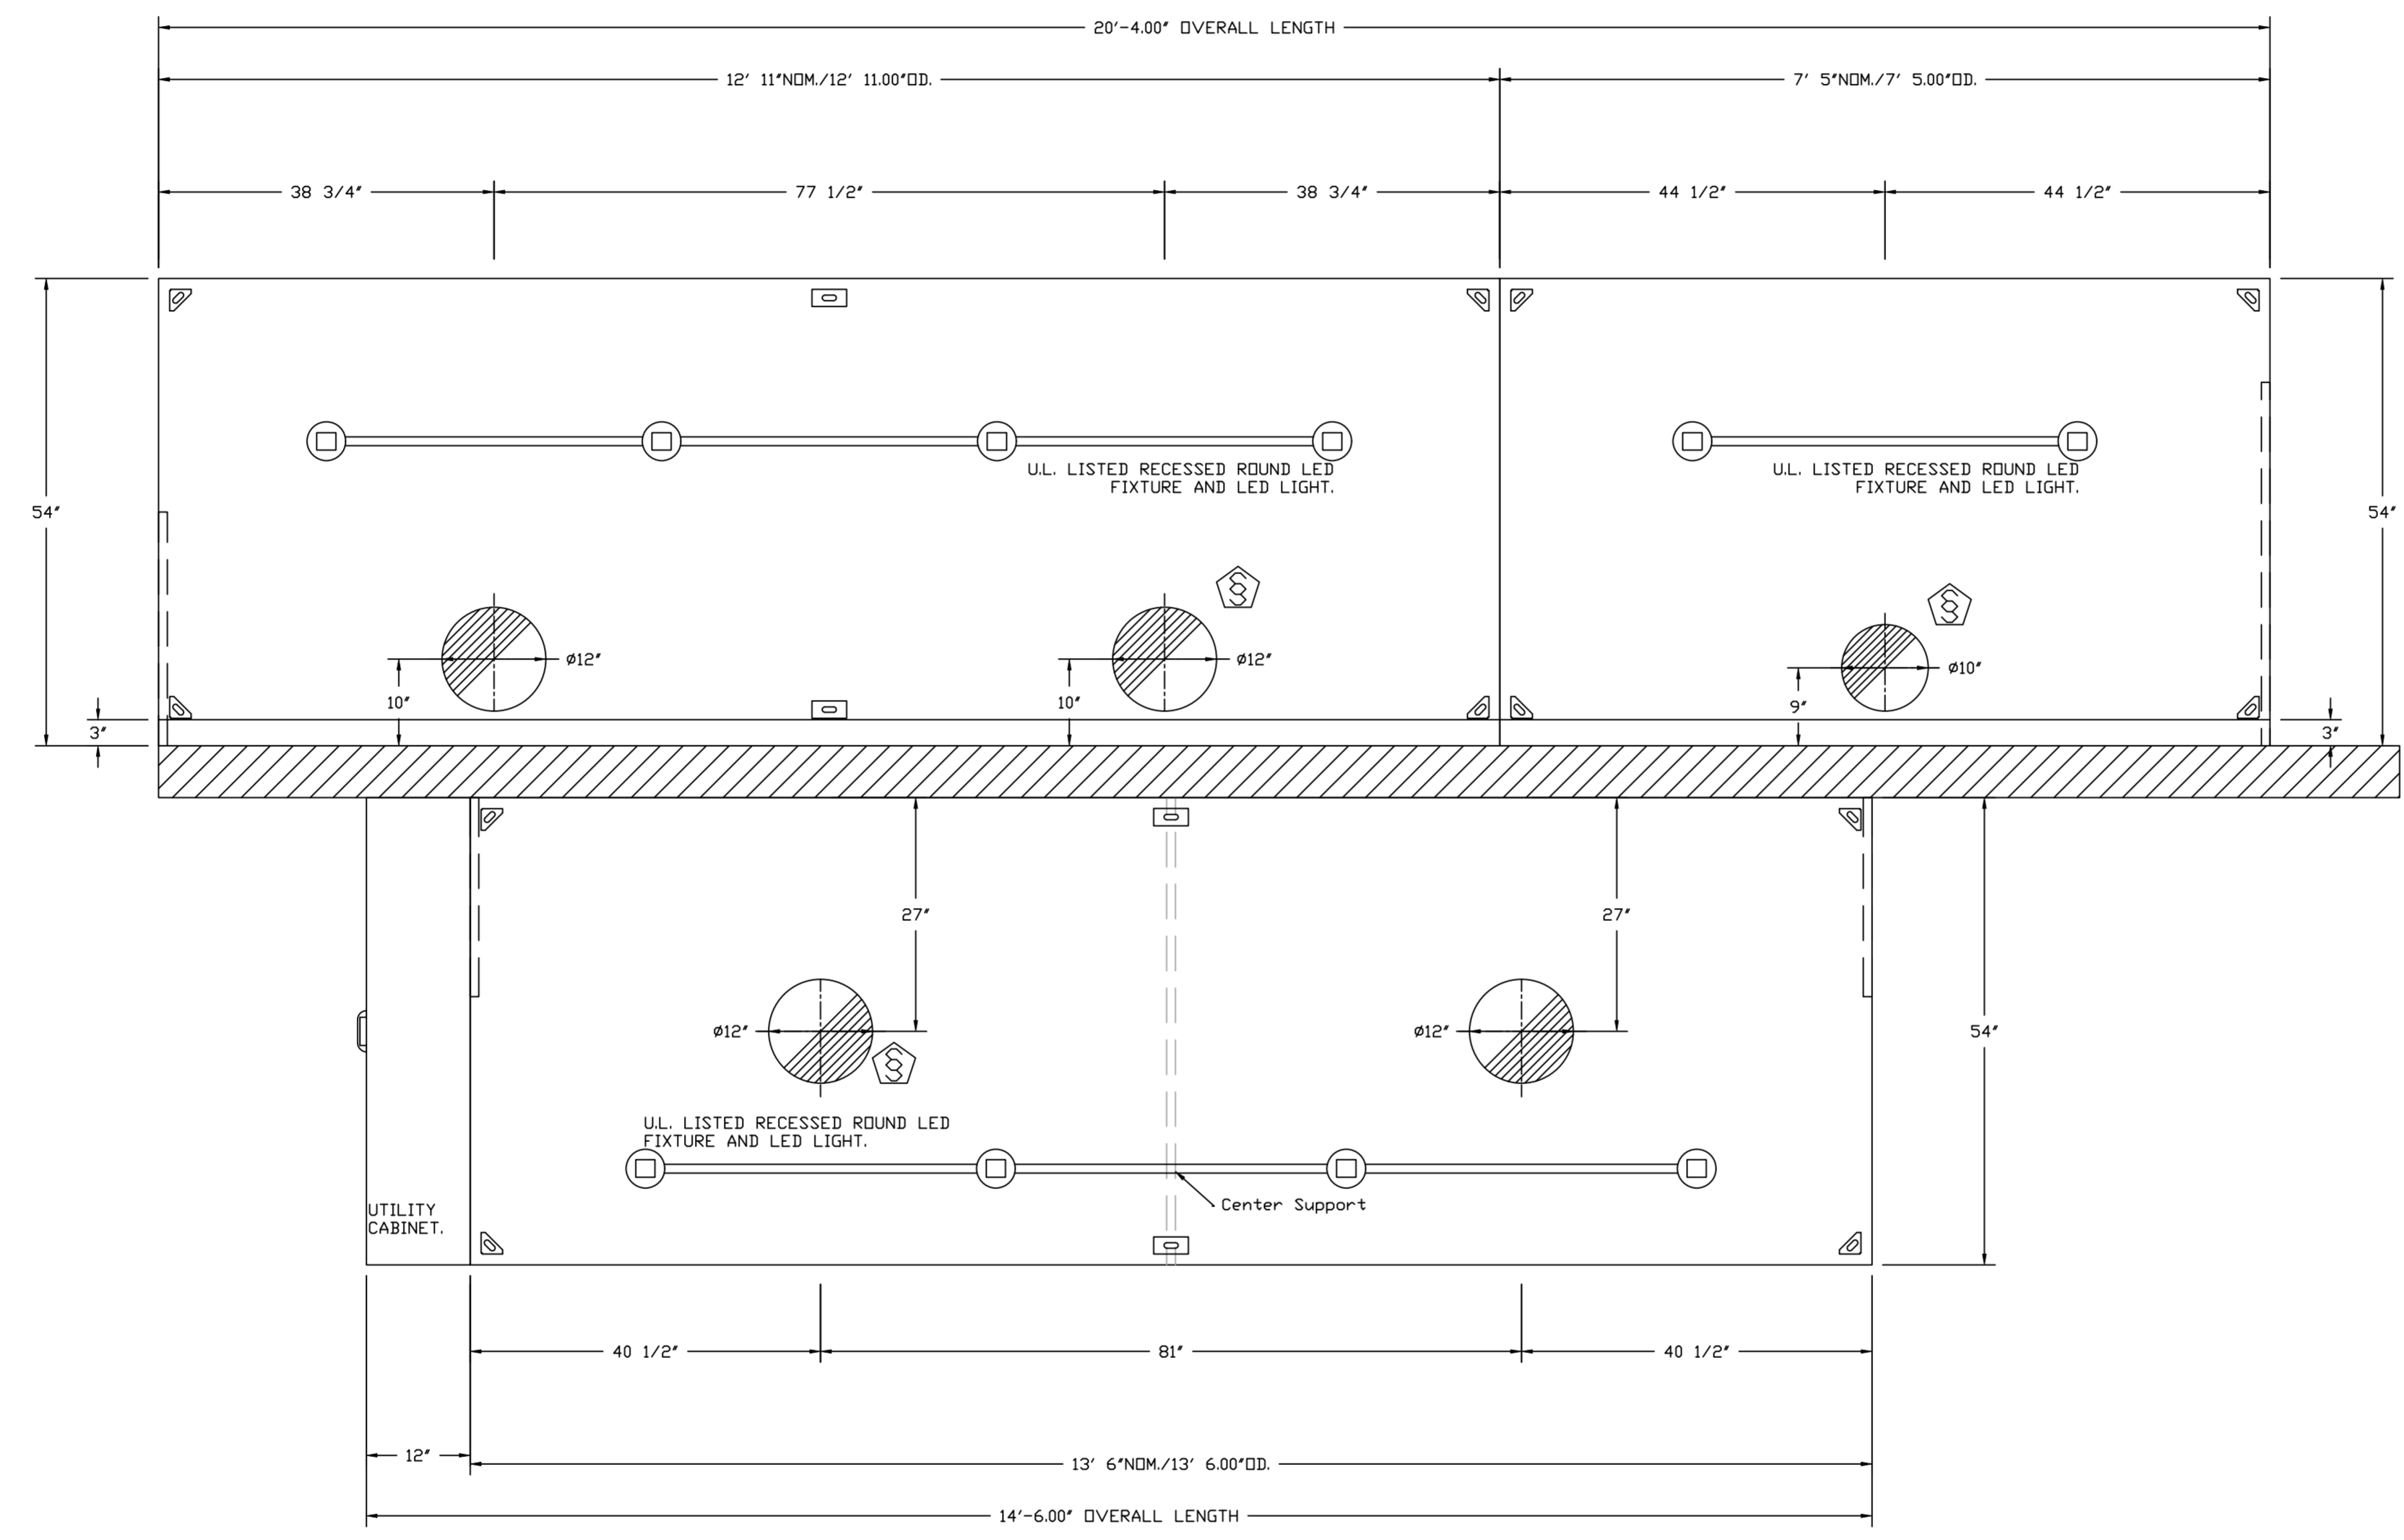 20'-4.00" OVERALL LENGTH
12' 11"NOM./12' 11.00"OD.
7' 5"NOM./7' 5.00"OD.
38 3/4"
77 1/2"
38 3/4"
44 1/2"
44 1/2"
U.L. LISTED RECESSED ROUND LED
FIXTURE AND LED LIGHT.
U.L. LISTED RECESSED ROUND LED
FIXTURE AND LED LIGHT.
54"
54"
ø12"
ø12"
ø10"
10"
10"
9"
3"
3"
27"
27"
ø12"
ø12"
54"
U.L. LISTED RECESSED ROUND LED
FIXTURE AND LED LIGHT.
Center Support
UTILITY
CABINET.
40 1/2"
81"
40 1/2"
12"
13' 6"NOM./13' 6.00"OD.
14'-6.00" OVERALL LENGTH